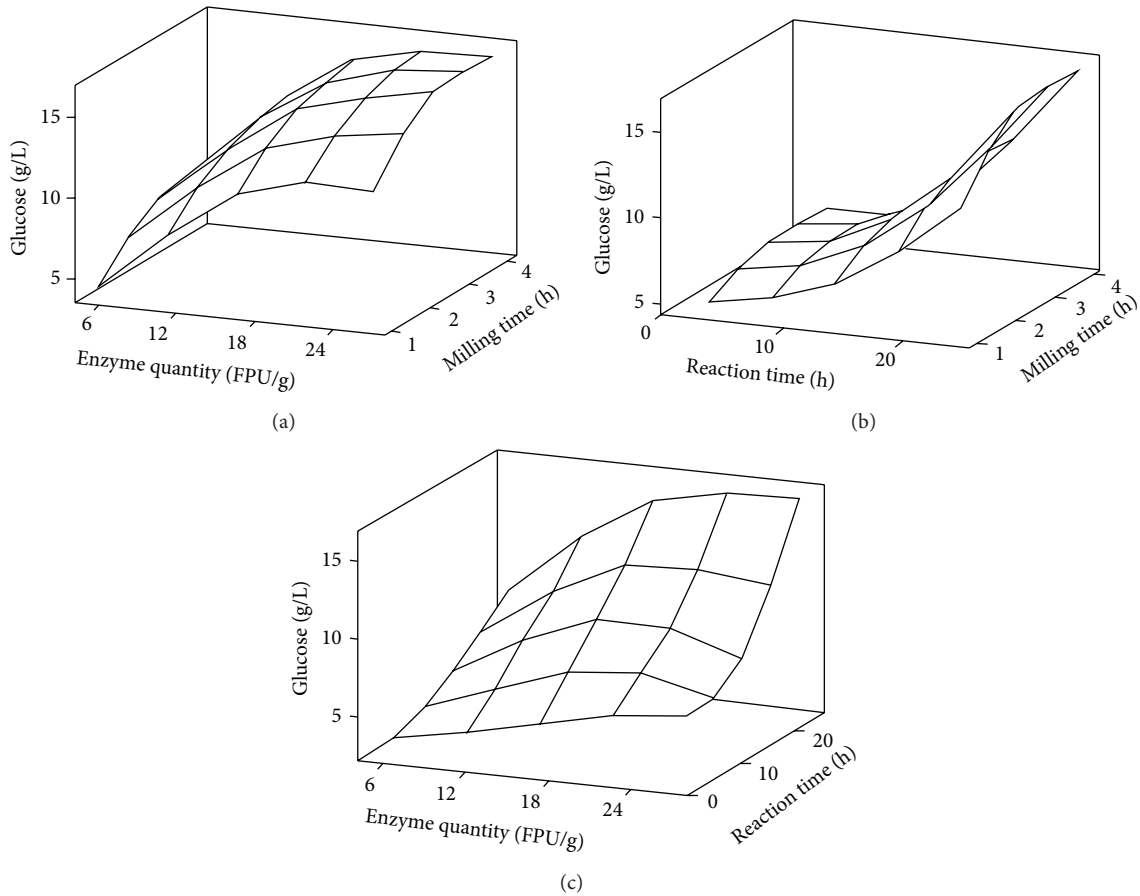 15
10
5
Glucose (g/L)
6
12
18
24
Enzyme quantity (FPU/g)
1
2
3
4
Milling time (h)
(a)
15
10
5
Glucose (g/L)
0
10
20
Reaction time (h)
1
2
3
4
Milling time (h)
(b)
15
10
5
Glucose (g/L)
6
12
18
24
Enzyme quantity (FPU/g)
0
10
20
Reaction time (h)
(c)